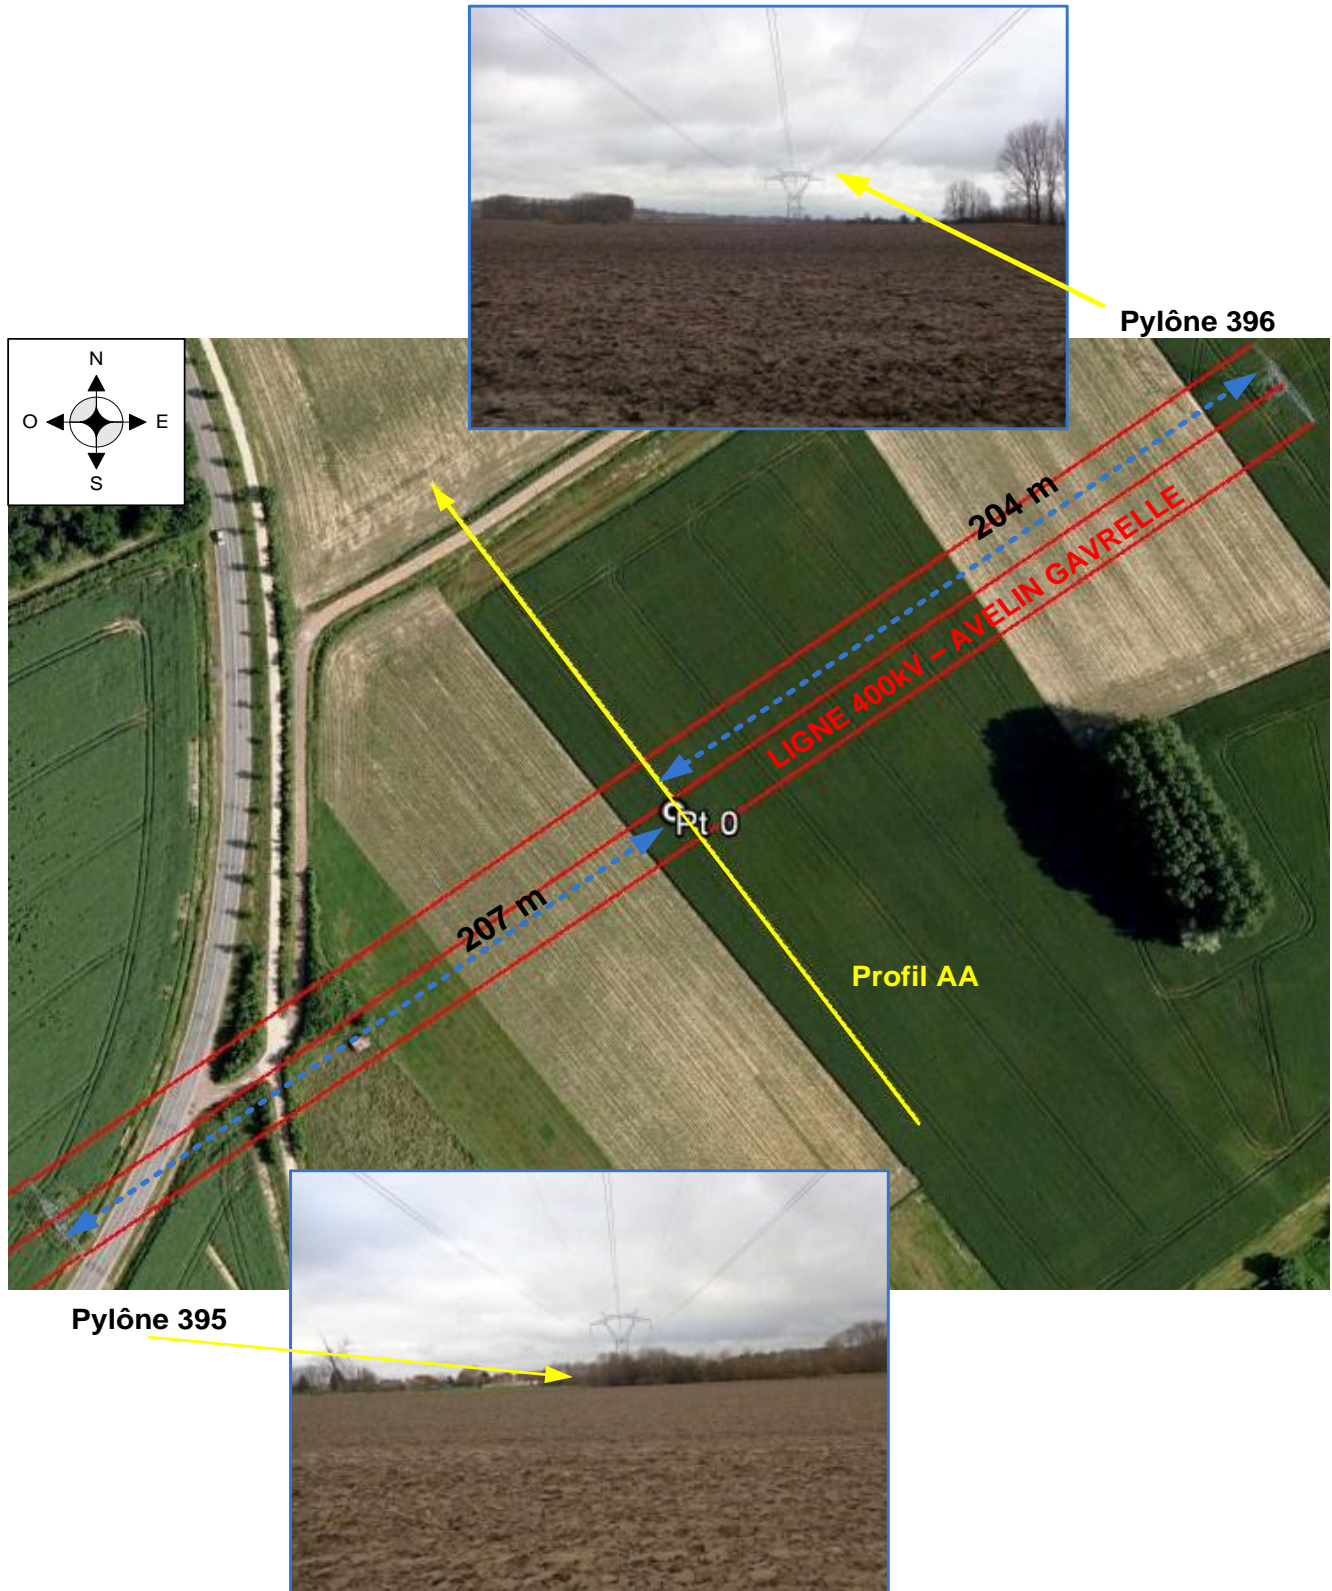 Pylône 396
N
O
E
S
204 m
LIGNE 400kV – AVELIN GAVRELLE
Pt 0
207 m
Profil AA
Pylône 395